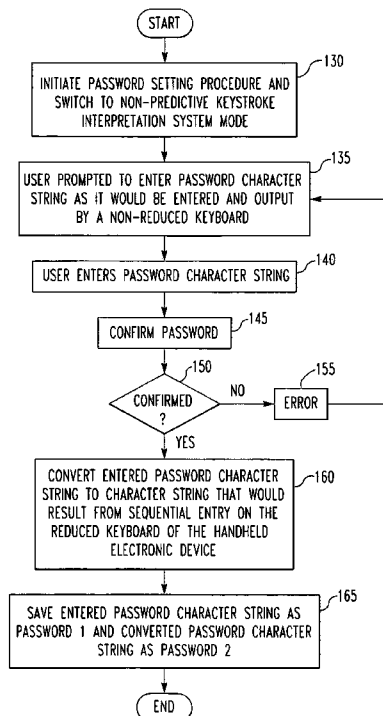 START
130
INITIATE PASSWORD SETTING PROCEDURE AND
SWITCH TO NON-PREDICTIVE KEYSTROKE
INTERPRETATION SYSTEM MODE
135
USER PROMPTED TO ENTER PASSWORD CHARACTER
STRING AS IT WOULD BE ENTERED AND OUTPUT
BY A NON-REDUCED KEYBOARD
140
USER ENTERS PASSWORD CHARACTER STRING
145
CONFIRM PASSWORD
150
155
CONFIRMED
?
NO
ERROR
YES
160
CONVERT ENTERED PASSWORD CHARACTER
STRING TO CHARACTER STRING THAT WOULD
RESULT FROM SEQUENTIAL ENTRY ON THE
REDUCED KEYBOARD OF THE HANDHELD
ELECTRONIC DEVICE
165
SAVE ENTERED PASSWORD CHARACTER STRING AS
PASSWORD 1 AND CONVERTED PASSWORD CHARACTER
STRING AS PASSWORD 2
END